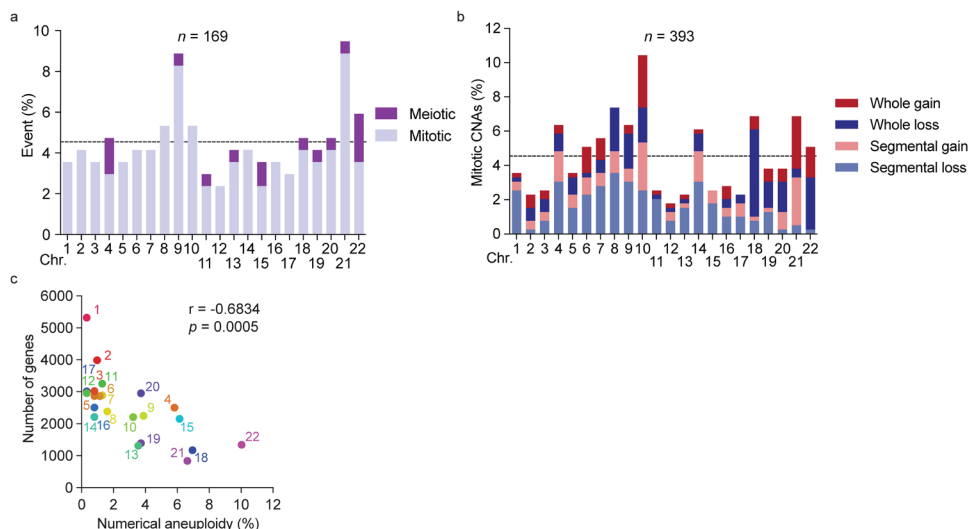 a
n = 169
Event (%)
10
8
6
4
2
0
Meiotic
Mitotic
1 2 3 4 5 6 7 8 9 10 12 14 16 18 20 22
Chr. 11 13 15 17 19 21
b
n = 393
Mitotic CNAs (%)
12
10
8
6
4
2
0
Whole gain
Whole loss
Segmental gain
Segmental loss
1 2 3 4 5 6 7 8 9 10 12 14 16 18 20 22
Chr. 11 13 15 17 19 21
c
r = -0.6834
p = 0.0005
Number of genes
6000
5000
4000
3000
2000
1000
0
1
2
17 3
12 11
6
20
5 7 4
9
8
14 16 10 15
19 22
13
21 18
0 2 4 6 8 10 12
Numerical aneuploidy (%)